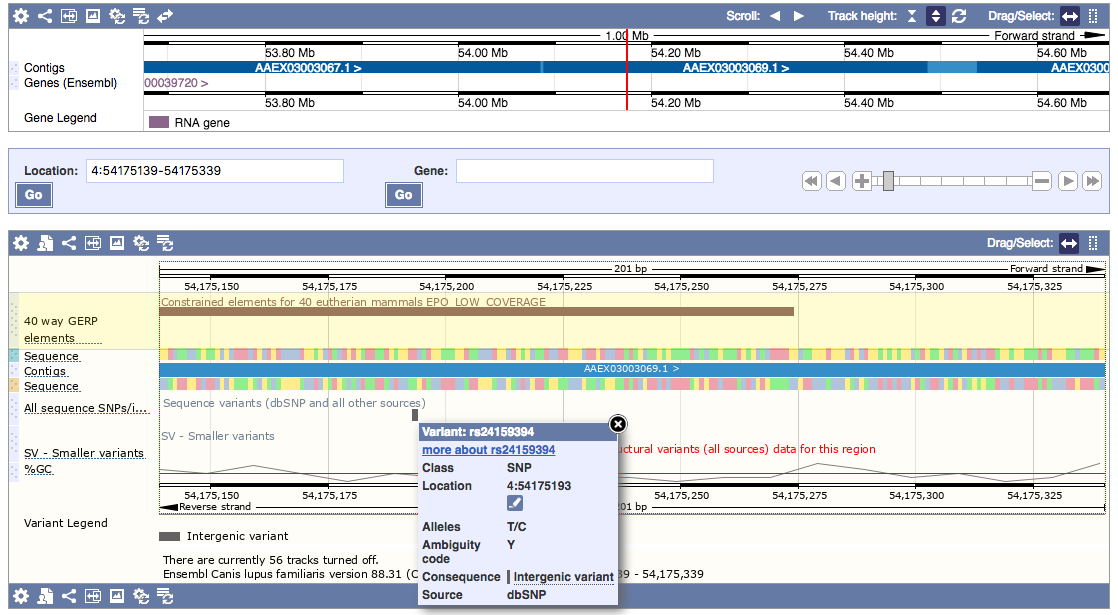 Scroll: Track height: Drag/Select:
1.00 Mb Forward strand
53.80 Mb 54.00 Mb 54.20 Mb 54.40 Mb 54.60 Mb
Contigs AAEX03003067.1 > AAEX03003069.1 > AAEX03000
Genes (Ensembl) 00039720 >
53.80 Mb 54.00 Mb 54.20 Mb 54.40 Mb 54.60 Mb
Gene Legend RNA gene
Location: 4:54175139-54175339 Gene:
Go Go
Drag/Select:
201 bp Forward strand
54,175,150 54,175,175 54,175,200 54,175,225 54,175,250 54,175,275 54,175,300 54,175,325
Constrained elements for 40 eutherian mammals EPO_LOW_COVERAGE
40 way GERP
elements
Sequence
Contigs AAEX03003069.1 >
Sequence
All sequence SNPs/i... Sequence variants (dbSNP and all other sources)
SV - Smaller variants
SV - Smaller variants uctural variants (all sources) data for this region
%GC
54,175,150 54,175,175 54,175,250 54,175,275 54,175,300 54,175,325
Reverse strand 201 bp
Variant Legend
Intergenic variant
There are currently 56 tracks turned off.
Ensembl Canis lupus familiaris version 88.31 (C 39 - 54,175,339
Variant: rs24159394
more about rs24159394
Class SNP
Location 4:54175193
Alleles T/C
Ambiguity Y
code
Consequence Intergenic variant
Source dbSNP